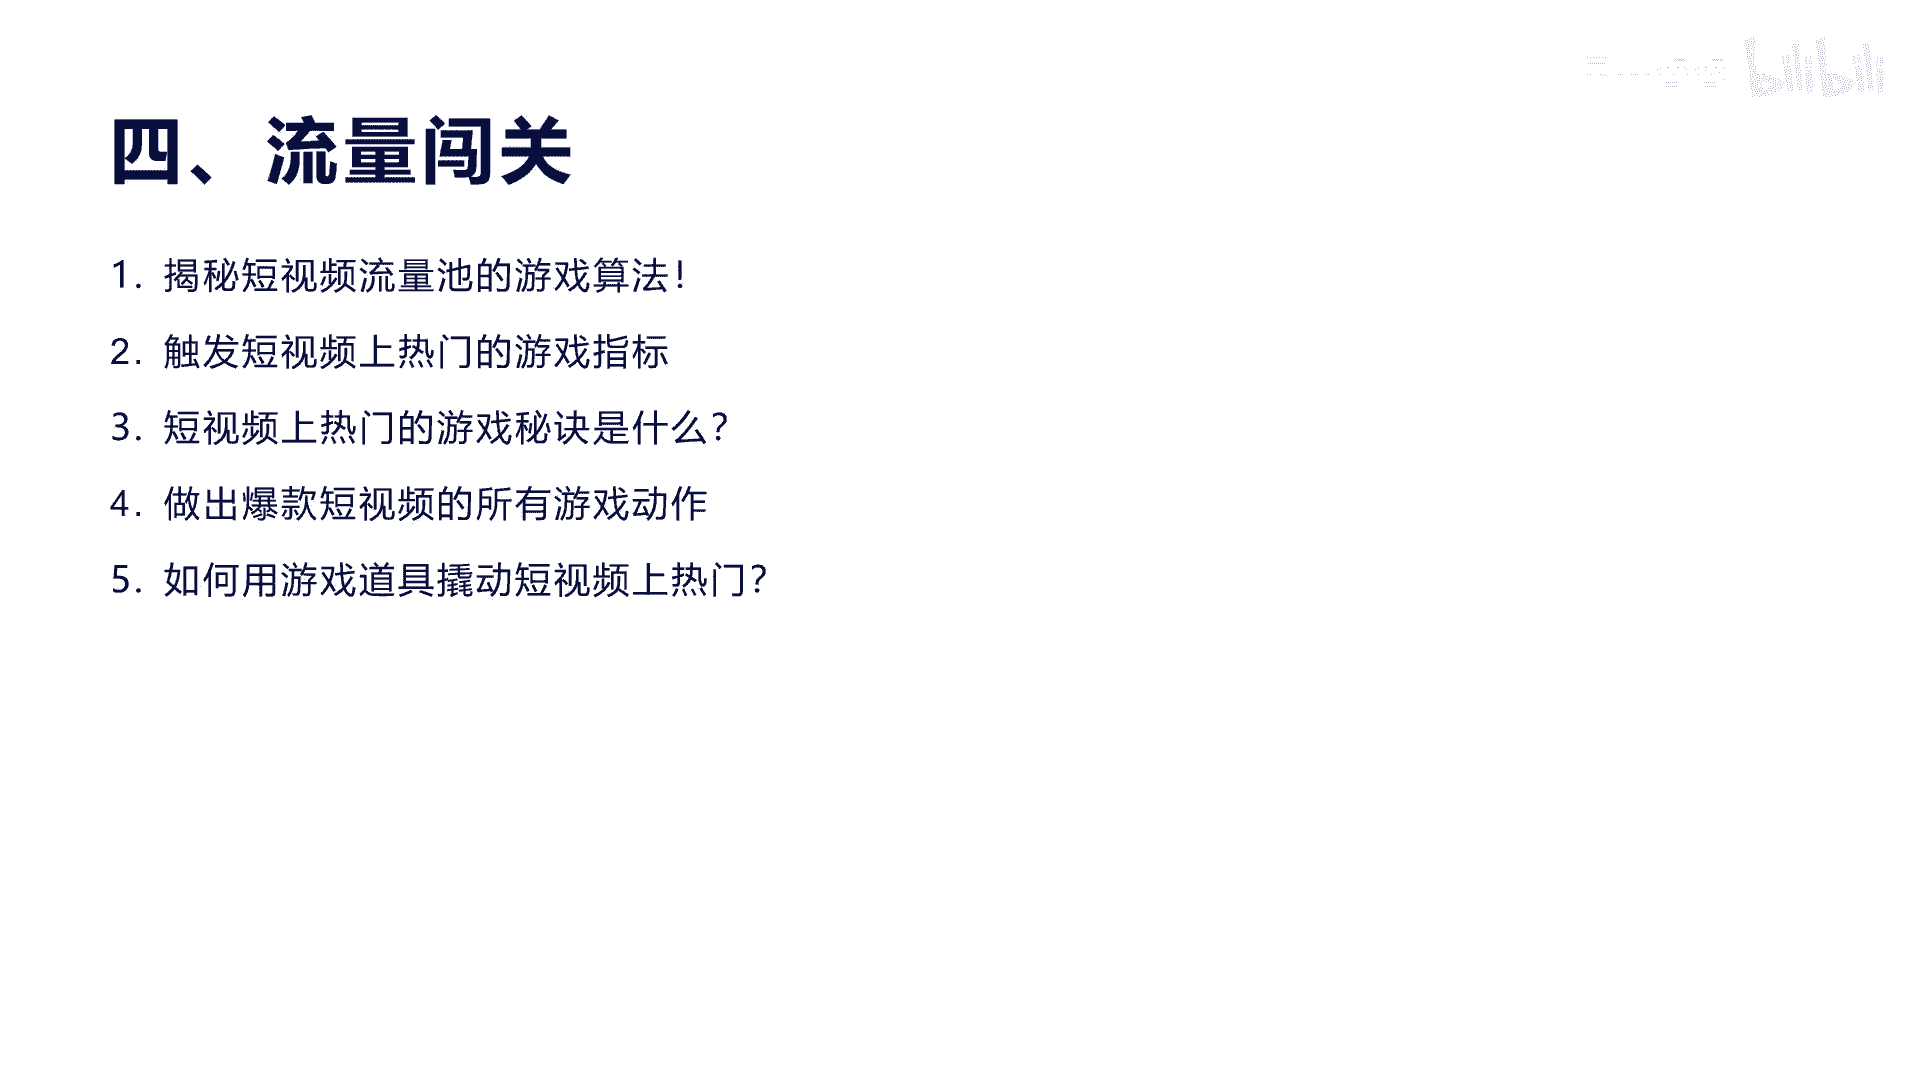 bilibili
四、流量闯关
1. 揭秘短视频流量池的游戏算法！
2. 触发短视频上热门的游戏指标
3. 短视频上热门的游戏秘诀是什么？
4. 做出爆款短视频的所有游戏动作
5. 如何用游戏道具撬动短视频上热门？